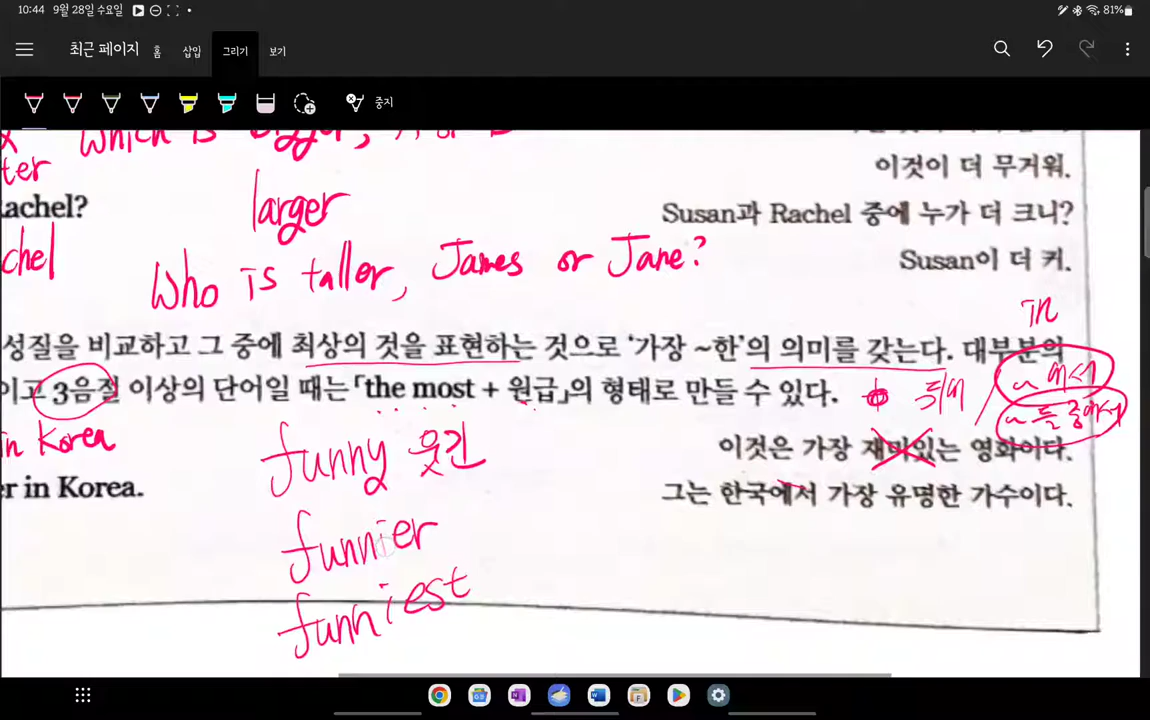 10:44 9월 28일 수요일 81%
최근 페이지 홈 삽입 그리기 보기
중지
Which is bigger,
ter
이것이 더 무거워.
larger
achel? Susan과 Rachel 중에 누가 더 크니?
chel Who is taller, James or Jane? Susan이 더 커.
in
성질을 비교하고 그 중에 최상의 것을 표현하는 것으로 '가장 ~한'의 의미를 갖는다. 대부분의
이고 3음절 이상의 단어일 때는 「the most + 원급」의 형태로 만들 수 있다. 뒤에 ~에서
~들 중에서
in Korea funny 웃긴 이것은 가장 재미있는 영화이다.
er in Korea. 그는 한국에서 가장 유명한 가수이다.
funnier
funniest